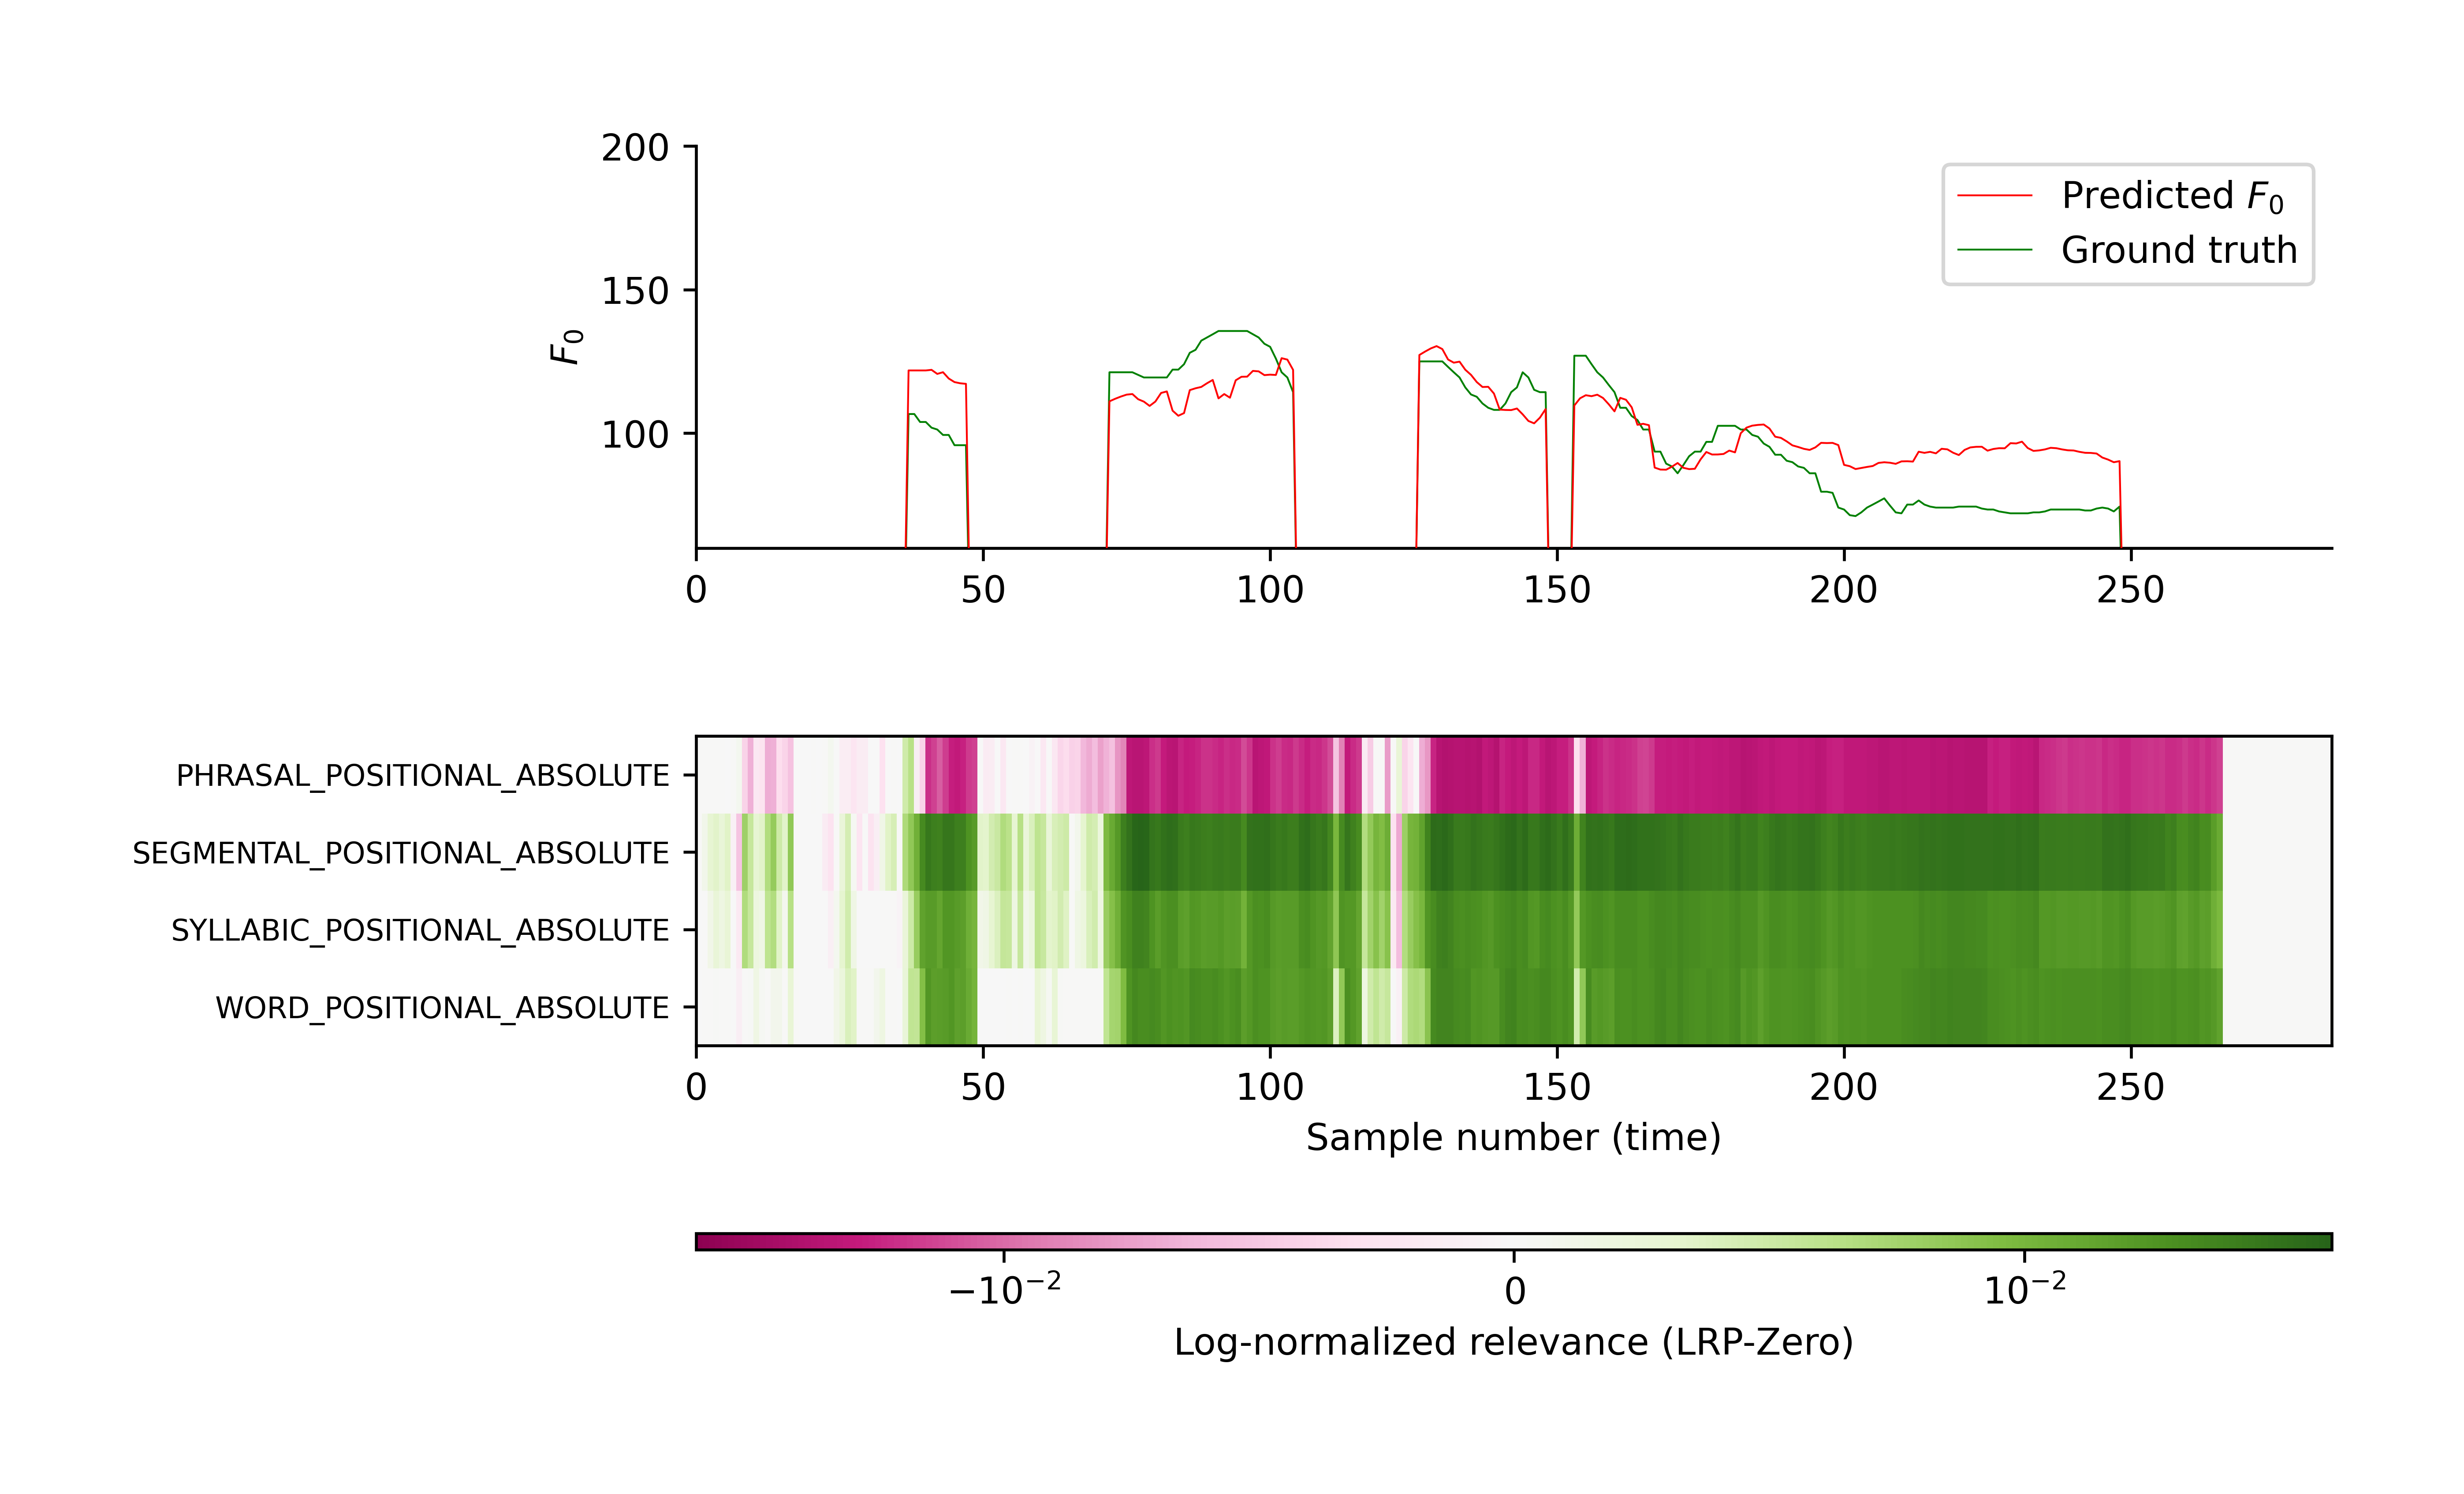 200
150
100
F0
Predicted F0
Ground truth
0 50 100 150 200 250
PHRASAL_POSITIONAL_ABSOLUTE
SEGMENTAL_POSITIONAL_ABSOLUTE
SYLLABIC_POSITIONAL_ABSOLUTE
WORD_POSITIONAL_ABSOLUTE
0 50 100 150 200 250
Sample number (time)
−10⁻² 0 10⁻²
Log-normalized relevance (LRP-Zero)